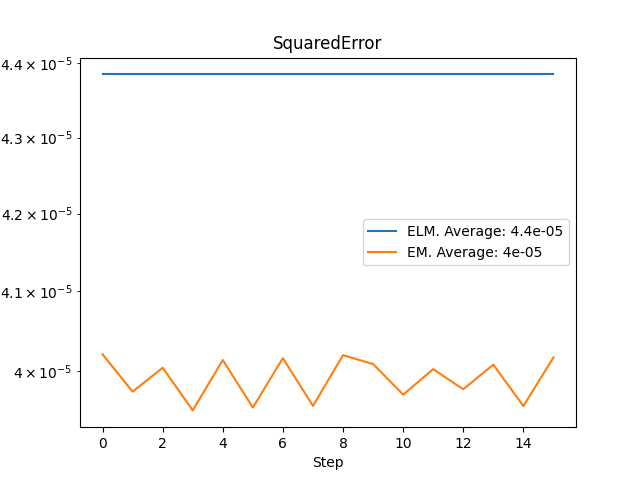 SquaredError
4.4 × 10⁻⁵
4.3 × 10⁻⁵
4.2 × 10⁻⁵
4.1 × 10⁻⁵
4 × 10⁻⁵
ELM. Average: 4.4e-05
EM. Average: 4e-05
0 2 4 6 8 10 12 14
Step